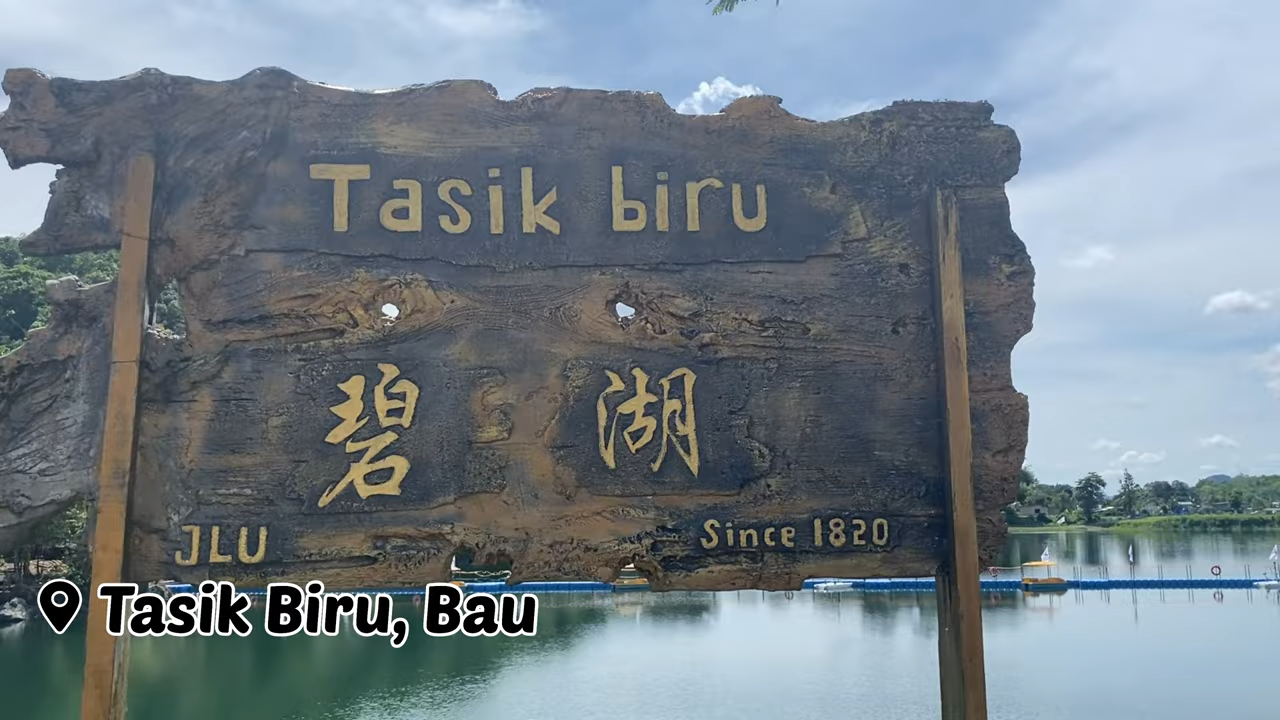 Tasik biru
碧湖
JLU
Since 1820
Tasik Biru, Bau